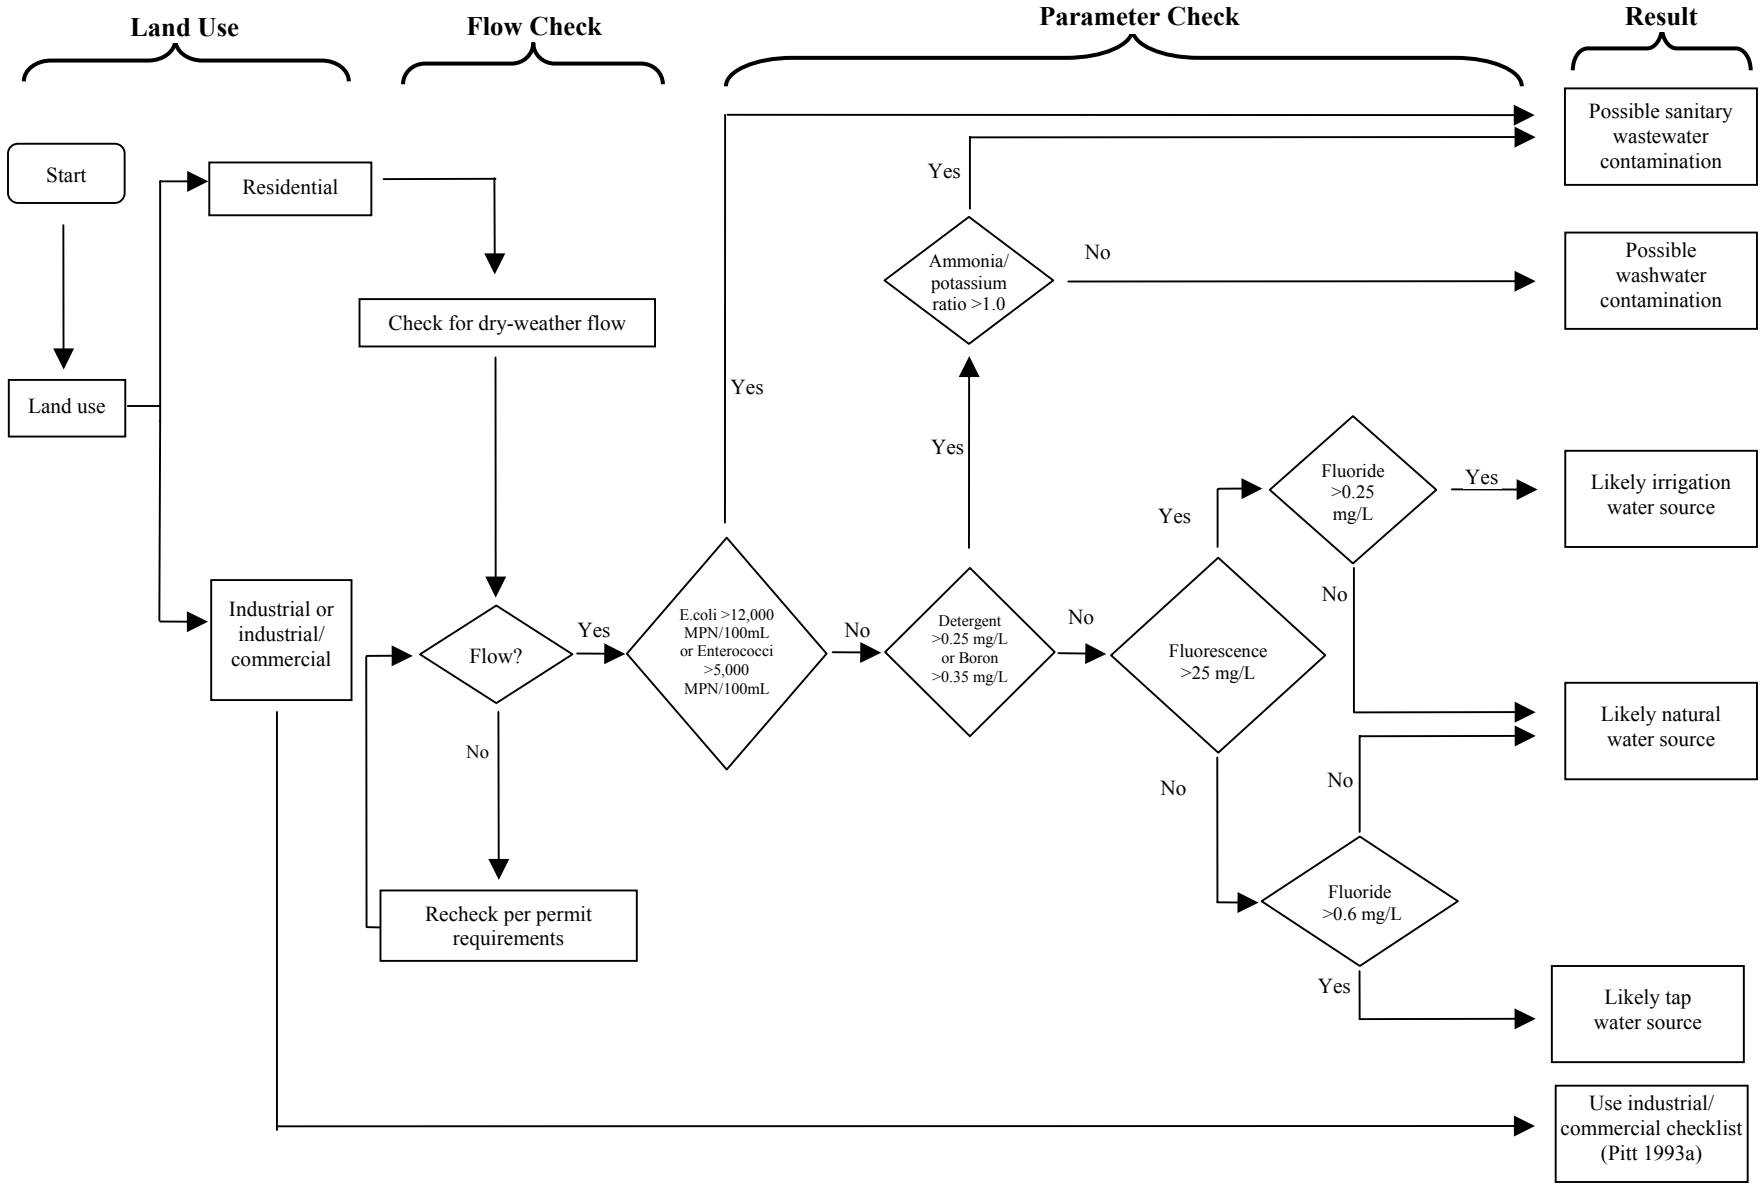 Land Use
Flow Check
Parameter Check
Result
Start
Land use
Residential
Industrial or
industrial/
commercial
Check for dry-weather flow
Flow?
Yes
No
Recheck per permit
requirements
E.coli >12,000
MPN/100mL
or Enterococci
>5,000
MPN/100mL
Yes
No
Detergent
>0.25 mg/L
or Boron
>0.35 mg/L
Yes
No
Ammonia/
potassium
ratio >1.0
Yes
No
Fluorescence
>25 mg/L
Yes
No
Fluoride
>0.25
mg/L
Yes
No
Fluoride
>0.6 mg/L
No
Yes
Possible sanitary
wastewater
contamination
Possible
washwater
contamination
Likely irrigation
water source
Likely natural
water source
Likely tap
water source
Use industrial/
commercial checklist
(Pitt 1993a)